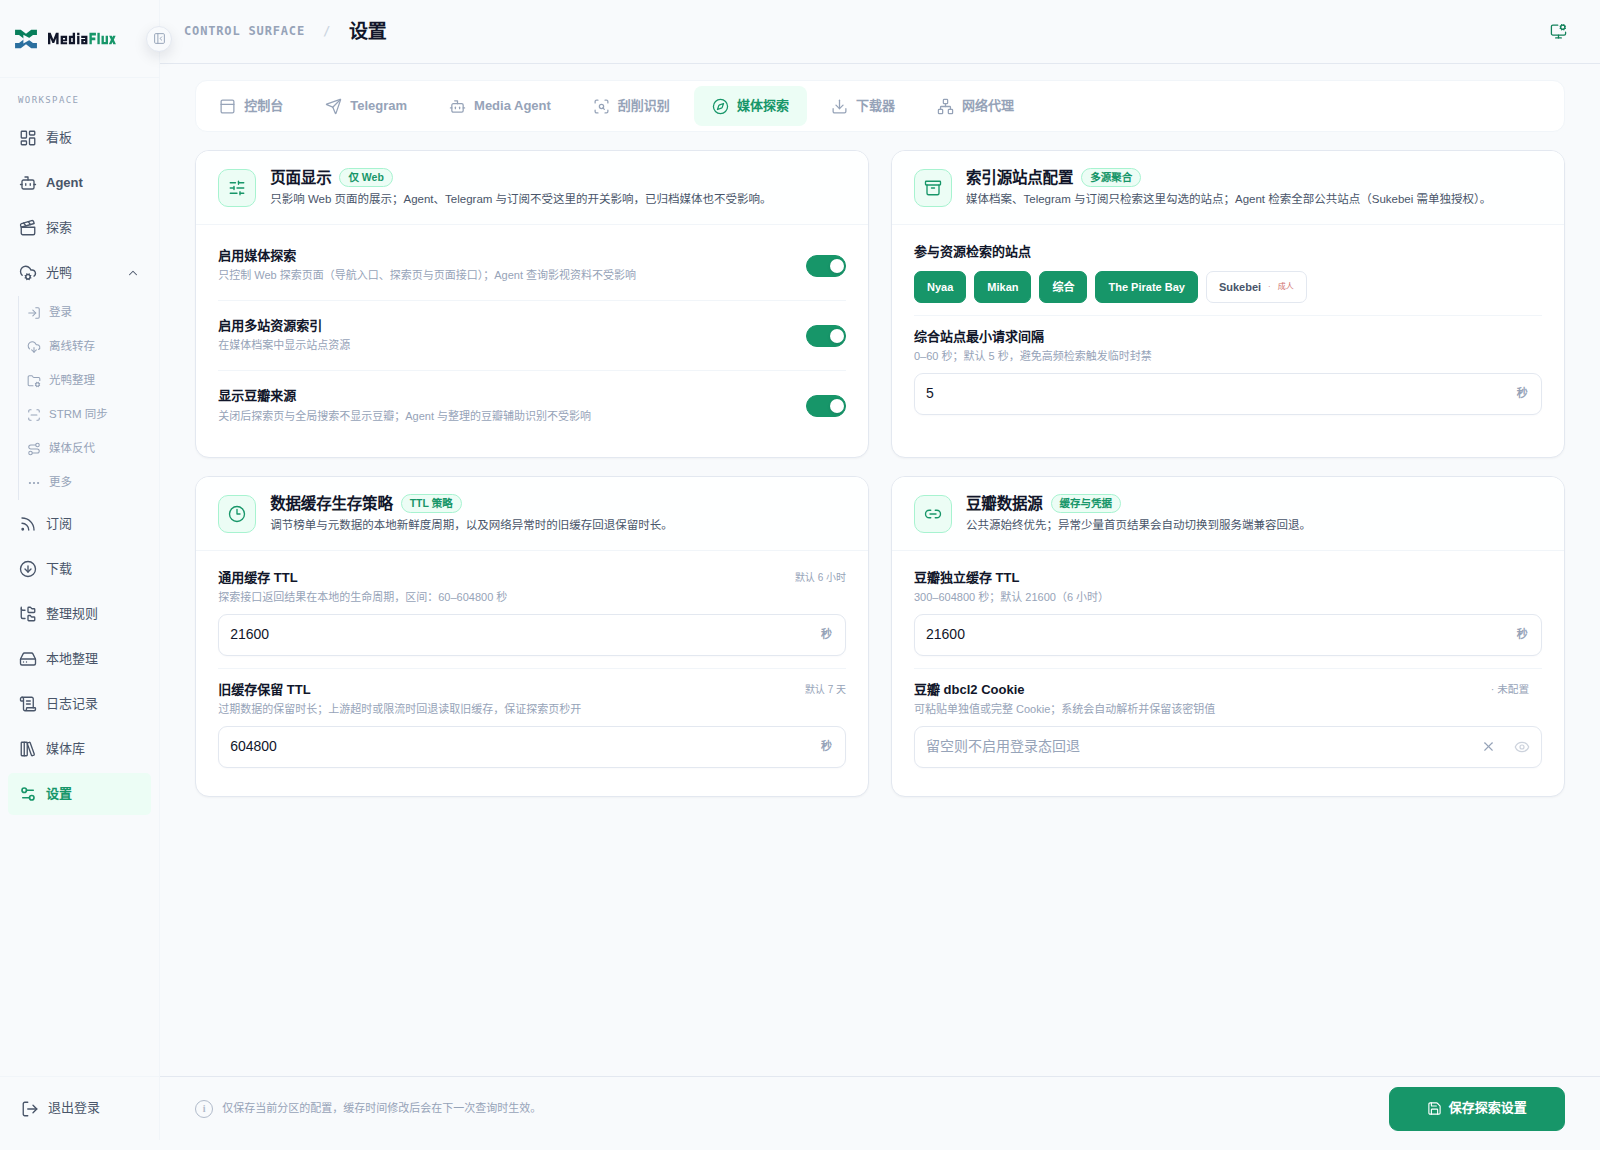 MediaFlux
CONTROL SURFACE / 设置
WORKSPACE
看板
Agent
探索
光鸭
登录
离线转存
光鸭整理
STRM 同步
媒体反代
更多
订阅
下载
整理规则
本地整理
日志记录
媒体库
设置
退出登录
控制台
Telegram
Media Agent
刮削识别
媒体探索
下载器
网络代理
页面显示 仅 Web
只影响 Web 页面的展示；Agent、Telegram 与订阅不受这里的开关影响，已归档媒体也不受影响。
启用媒体探索
只控制 Web 探索页面（导航入口、探索页与页面接口）；Agent 查询影视资料不受影响
启用多站资源索引
在媒体档案中显示站点资源
显示豆瓣来源
关闭后探索页与全局搜索不显示豆瓣；Agent 与整理的豆瓣辅助识别不受影响
索引源站点配置 多源聚合
媒体档案、Telegram 与订阅只检索这里勾选的站点；Agent 检索全部公共站点（Sukebei 需单独授权）。
参与资源检索的站点
Nyaa
Mikan
综合
The Pirate Bay
Sukebei · 成人
综合站点最小请求间隔
0–60 秒；默认 5 秒，避免高频检索触发临时封禁
5 秒
数据缓存生存策略 TTL 策略
调节榜单与元数据的本地新鲜度周期，以及网络异常时的旧缓存回退保留时长。
通用缓存 TTL 默认 6 小时
探索接口返回结果在本地的生命周期，区间：60–604800 秒
21600 秒
旧缓存保留 TTL 默认 7 天
过期数据的保留时长；上游超时或限流时回退读取旧缓存，保证探索页秒开
604800 秒
豆瓣数据源 缓存与凭据
公共源始终优先；异常少量首页结果会自动切换到服务端兼容回退。
豆瓣独立缓存 TTL
300–604800 秒；默认 21600（6 小时）
21600 秒
豆瓣 dbcl2 Cookie · 未配置
可粘贴单独值或完整 Cookie；系统会自动解析并保留该密钥值
留空则不启用登录态回退
仅保存当前分区的配置，缓存时间修改后会在下一次查询时生效。
保存探索设置